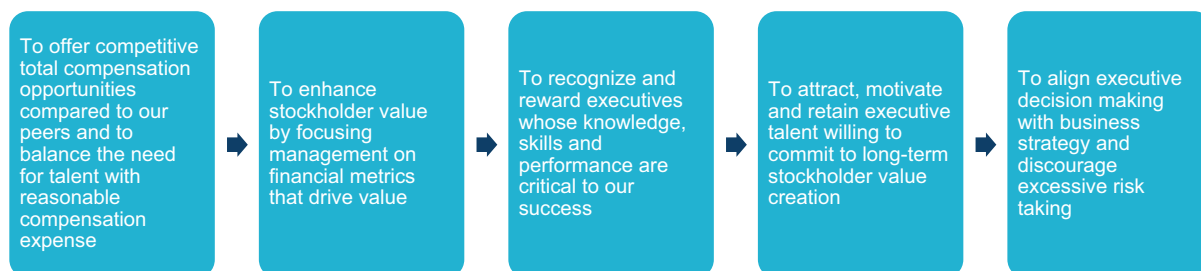 To offer competitive
total compensation
opportunities
compared to our
peers and to
balance the need
for talent with
reasonable
compensation
expense
To enhance
stockholder value
by focusing
management on
financial metrics
that drive value
To recognize and
reward executives
whose knowledge,
skills and
performance are
critical to our
success
To attract, motivate
and retain executive
talent willing to
commit to long-term
stockholder value
creation
To align executive
decision making
with business
strategy and
discourage
excessive risk
taking